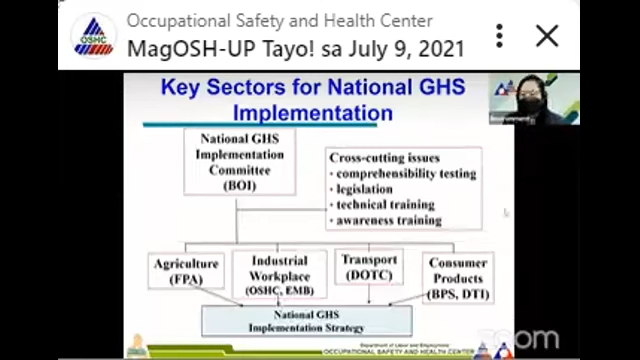 Occupational Safety and Health Center
MagOSH-UP Tayo! sa July 9, 2021
OSHC
Key Sectors for National GHS
Implementation
National GHS
Implementation
Committee
(BOI)
Cross-cutting issues
· comprehensibility testing
· legislation
· technical training
· awareness training
Agriculture
(FPA)
Industrial
Workplace
(OSHC, EMB)
Transport
(DOTC)
Consumer
Products
(BPS, DTI)
National GHS
Implementation Strategy
Department of Labor and Employment
OCCUPATIONAL SAFETY AND HEALTH CENTER
zoom